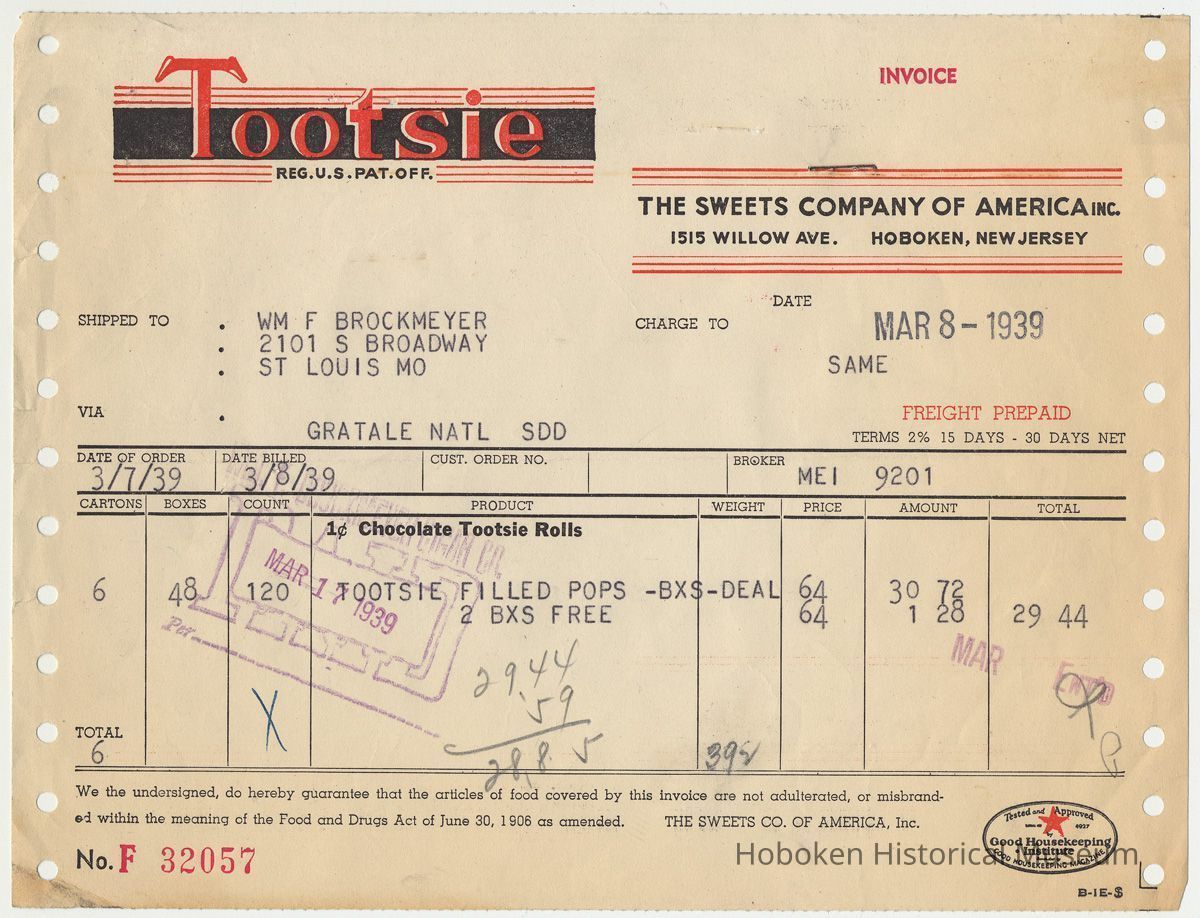 INVOICE
Tootsie
REG.U.S.PAT.OFF.
THE SWEETS COMPANY OF AMERICA INC.
1515 WILLOW AVE. HOBOKEN, NEW JERSEY
DATE
SHIPPED TO . WM F BROCKMEYER CHARGE TO MAR 8-1939
. 2101 S BROADWAY
. ST LOUIS MO SAME
VIA . FREIGHT PREPAID
GRATALE NATL SDD TERMS 2% 15 DAYS - 30 DAYS NET
DATE OF ORDER DATE BILLED CUST. ORDER NO. BROKER
3/7/39 3/8/39 MEI 9201
CARTONS BOXES COUNT PRODUCT WEIGHT PRICE AMOUNT TOTAL
1¢ Chocolate Tootsie Rolls
6 48 120 TOOTSIE FILLED POPS -BXS-DEAL 64 30 72
2 BXS FREE 64 1 28 29 44
MAR 17 1939
Per
MAR
29.44
.59
28.85
X
TOTAL
6
We the undersigned, do hereby guarantee that the articles of food covered by this invoice are not adulterated, or misbrand-
ed within the meaning of the Food and Drugs Act of June 30, 1906 as amended. THE SWEETS CO. OF AMERICA, Inc.
Tested and Approved
Good Housekeeping
Institute
GOOD HOUSEKEEPING MAGAZINE
No. F 32057
Hoboken Historical Museum
B-1E-$